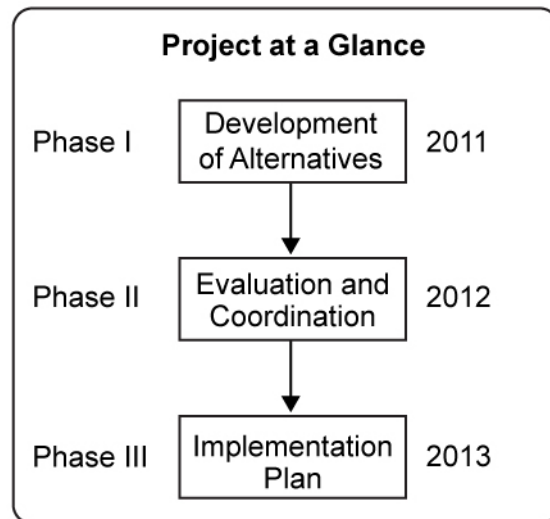 Project at a Glance
Phase I
Development
of Alternatives
2011
Phase II
Evaluation and
Coordination
2012
Phase III
Implementation
Plan
2013